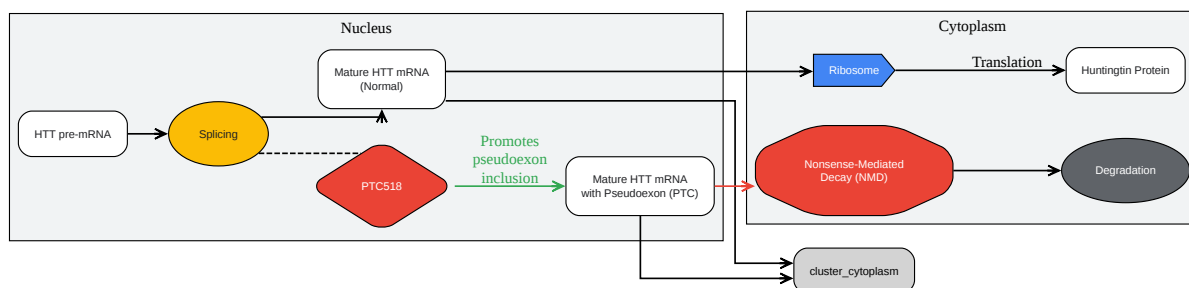 Nucleus
Cytoplasm
Mature HTT mRNA
(Normal)
Ribosome
Translation
Huntingtin Protein
HTT pre-mRNA
Splicing
Promotes
pseudoexon
inclusion
PTC518
Mature HTT mRNA
with Pseudoexon (PTC)
Nonsense-Mediated
Decay (NMD)
Degradation
cluster_cytoplasm